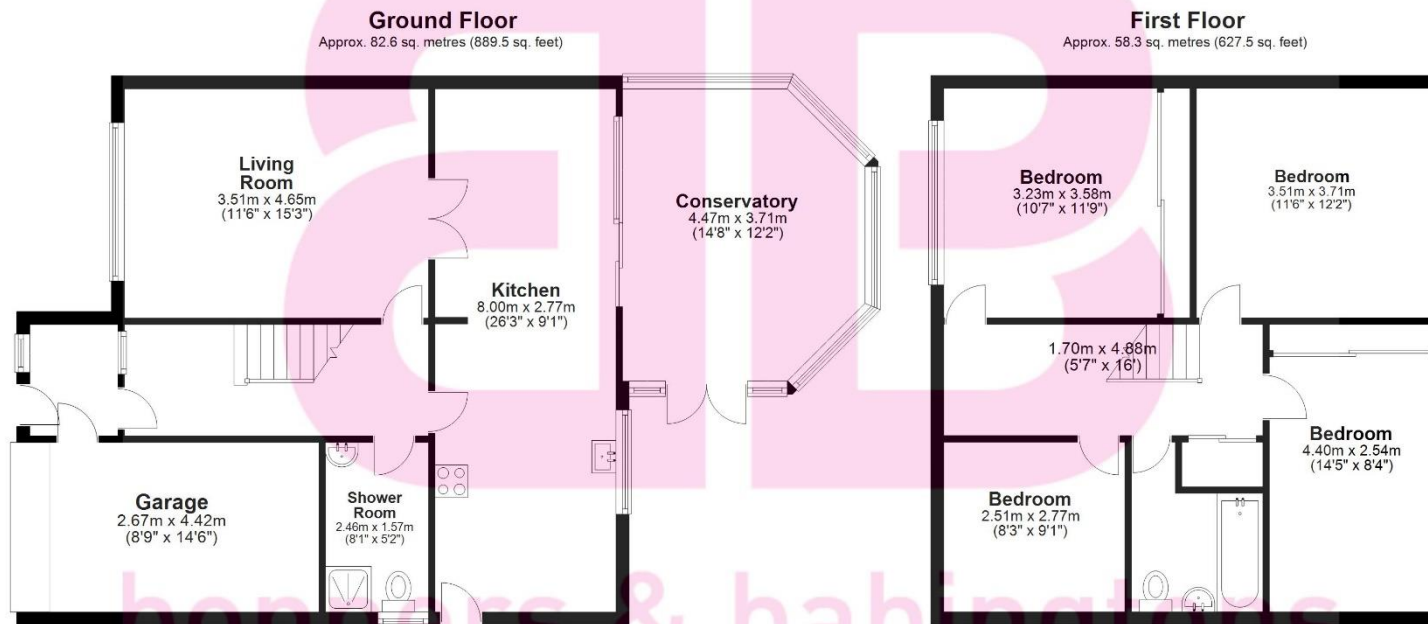 Ground Floor
Approx. 82.6 sq. metres (889.5 sq. feet)
Living
Room
3.51m x 4.65m
(11'6" x 15'3")
Kitchen
8.00m x 2.77m
(26'3" x 9'1")
Conservatory
4.47m x 3.71m
(14'8" x 12'2")
Garage
2.67m x 4.42m
(8'9" x 14'6")
Shower
Room
2.46m x 1.57m
(8'1" x 5'2")
First Floor
Approx. 58.3 sq. metres (627.5 sq. feet)
Bedroom
3.23m x 3.58m
(10'7" x 11'9")
Bedroom
3.51m x 3.71m
(11'6" x 12'2")
1.70m x 4.88m
(5'7" x 16')
Bedroom
4.40m x 2.54m
(14'5" x 8'4")
Bedroom
2.51m x 2.77m
(8'3" x 9'1")